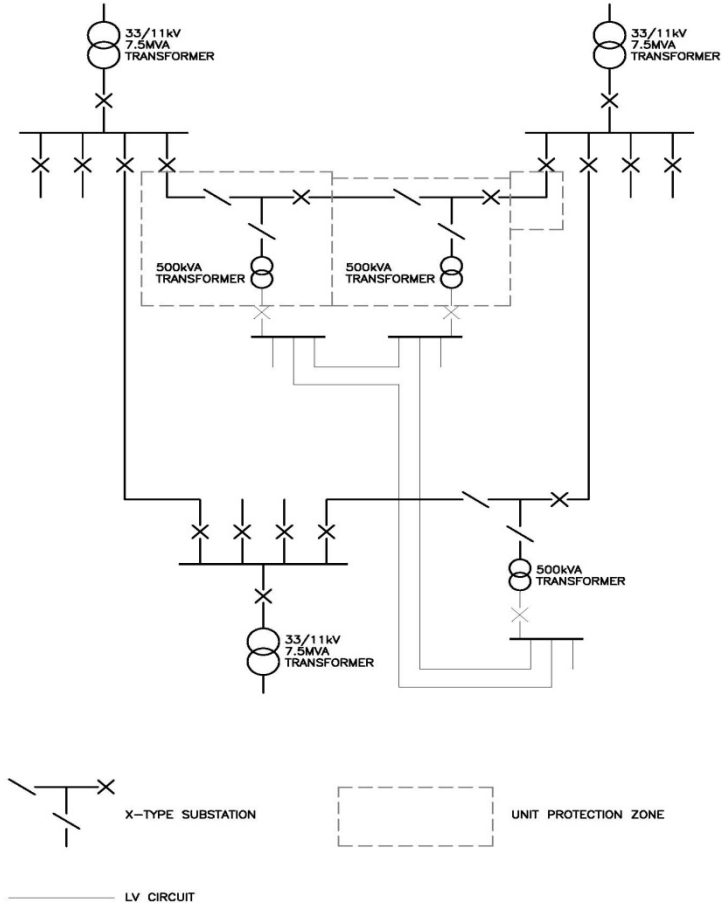 33/11kV
7.5MVA
TRANSFORMER
33/11kV
7.5MVA
TRANSFORMER
500kVA
TRANSFORMER
500kVA
TRANSFORMER
500kVA
TRANSFORMER
33/11kV
7.5MVA
TRANSFORMER
X-TYPE SUBSTATION
UNIT PROTECTION ZONE
LV CIRCUIT